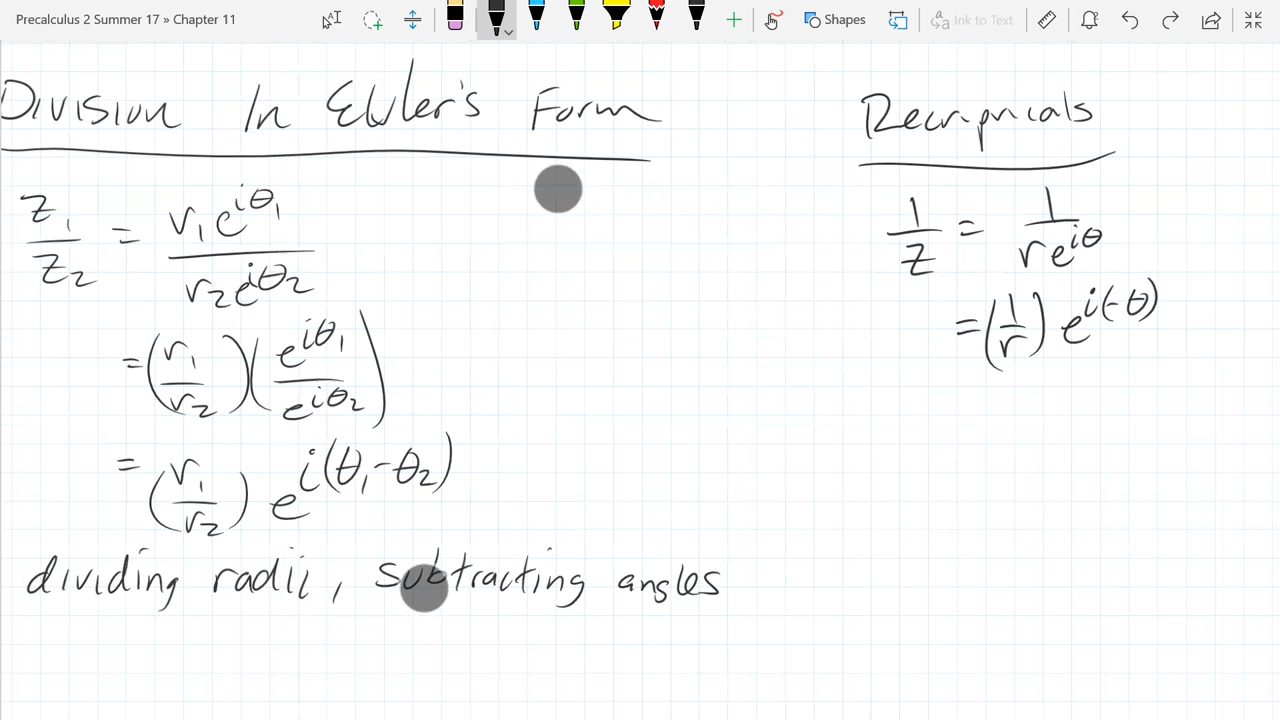 Precalculus 2 Summer 17 » Chapter 11
Shapes
Ink to Text
Division In Euler's Form
z₁/z₂ = r₁e^{iθ₁}/r₂e^{iθ₂}
= (r₁/r₂)(e^{iθ₁}/e^{iθ₂})
= (r₁/r₂) e^{i(θ₁-θ₂)}
dividing radii, subtracting angles
Recripricals
1/z = 1/re^{iθ}
= (1/r) e^{i(-θ)}